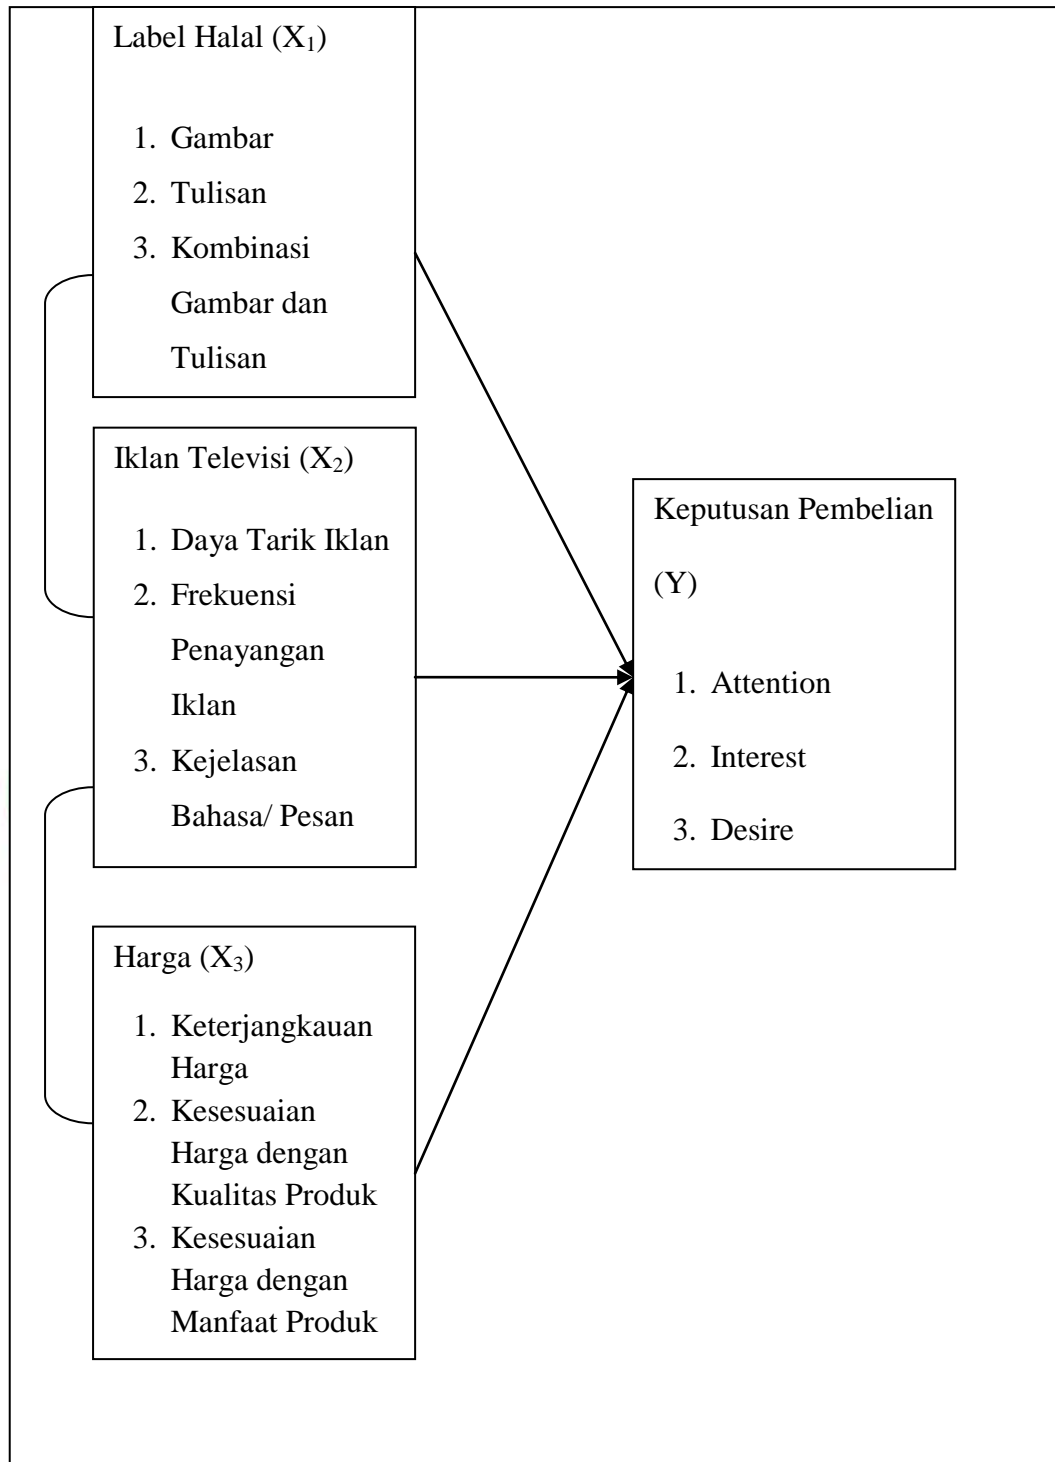 Label Halal (X₁)
1. Gambar
2. Tulisan
3. Kombinasi
Gambar dan
Tulisan
Iklan Televisi (X₂)
1. Daya Tarik Iklan
2. Frekuensi
Penayangan
Iklan
3. Kejelasan
Bahasa/ Pesan
Harga (X₃)
1. Keterjangkauan
Harga
2. Kesesuaian
Harga dengan
Kualitas Produk
3. Kesesuaian
Harga dengan
Manfaat Produk
Keputusan Pembelian
(Y)
1. Attention
2. Interest
3. Desire